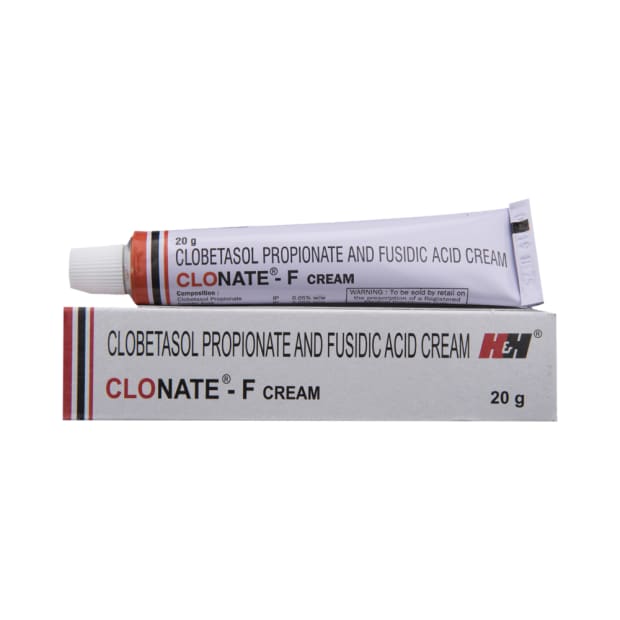 20 g
CLOBETASOL PROPIONATE AND FUSIDIC ACID CREAM
CLONATE® - F CREAM
Composition :
Clobetasol Propionate IP 0.05% w/w
WARNING : To be sold by retail on
the prescription of a Registered
CLOBETASOL PROPIONATE AND FUSIDIC ACID CREAM H&H®
CLONATE® - F CREAM
20 g